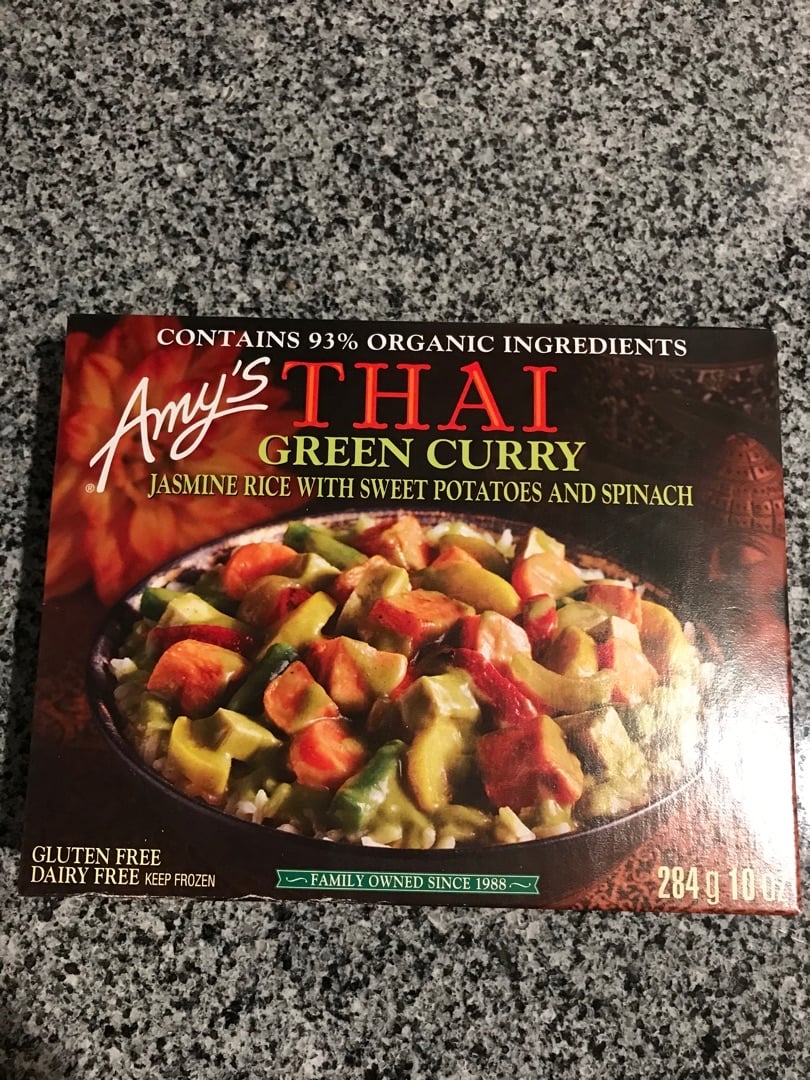 CONTAINS 93% ORGANIC INGREDIENTS
Amy's THAI
GREEN CURRY
JASMINE RICE WITH SWEET POTATOES AND SPINACH
®
GLUTEN FREE
DAIRY FREE KEEP FROZEN
FAMILY OWNED SINCE 1988
284 g 10 oz